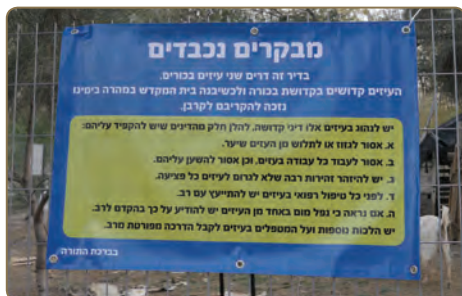 מבקרים נכבדים
בדיר זה דרים שני עיזים בכורים.
העיזים קדושים בקדושת בכורה ולכשיבנה בית המקדש במהרה בימינו
נזכה להקריבם לקרבן.
יש לנהוג בעיזים אלו דיני קדושה, להלן חלק מהדינים שיש להקפיד עליהם:
א. אסור לגזוז או לתלוש מן העזים שיער.
ב. אסור לעבוד כל עבודה בעזים, וכן אסור להשען עליהם.
ג. יש להיזהר זהירות רבה שלא לגרום לעיזים כל פציעה.
ד. לפני כל טיפול רפואי בעיזים יש להתייעץ עם רב.
ה. אם נראה כי נפל מום באחד מן העיזים יש להודיע על כך בהקדם לרב.
יש הלכות נוספות ועל המטפלים בעיזים לקבל הדרכה מפורטת מרב.
בברכת התורה